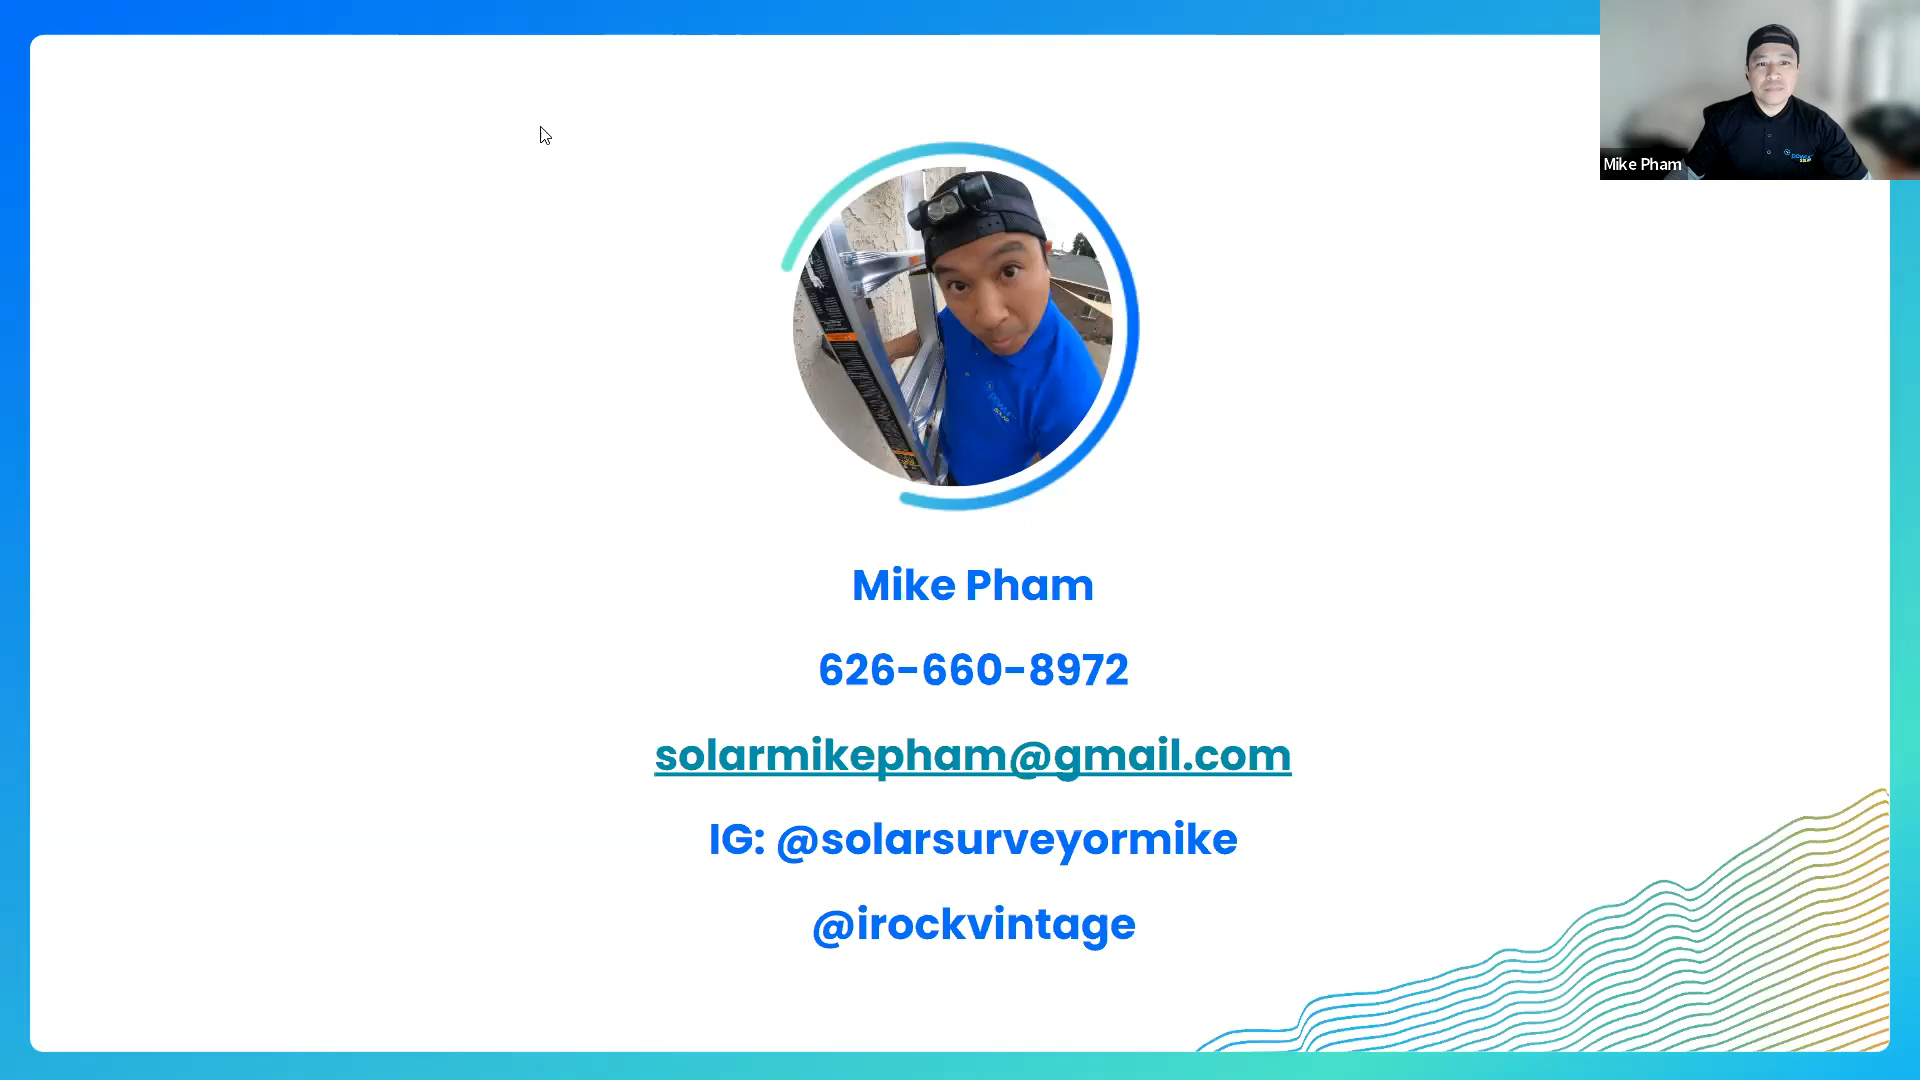 Mike Pham
Mike Pham
626-660-8972
solarmikepham@gmail.com
IG: @solarsurveyormike
@irockvintage